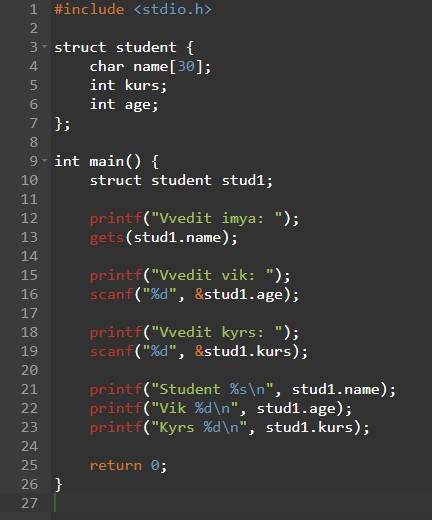 1 #include <stdio.h>
2
3 struct student {
4     char name[30];
5     int kurs;
6     int age;
7 };
8
9 int main() {
10     struct student stud1;
11
12     printf("Vvedit imya: ");
13     gets(stud1.name);
14
15     printf("Vvedit vik: ");
16     scanf("%d", &stud1.age);
17
18     printf("Vvedit kyrs: ");
19     scanf("%d", &stud1.kurs);
20
21     printf("Student %s\n", stud1.name);
22     printf("Vik %d\n", stud1.age);
23     printf("Kyrs %d\n", stud1.kurs);
24
25     return 0;
26 }
27